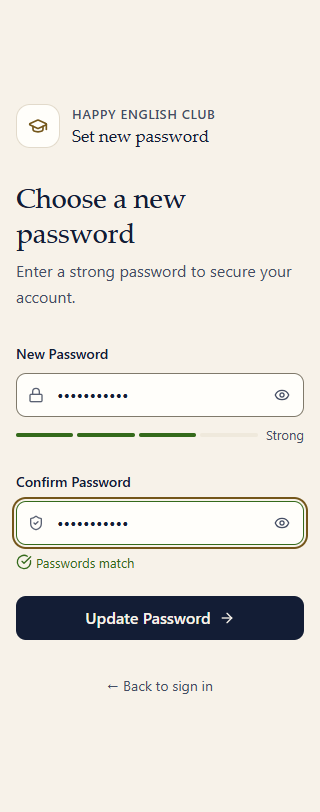 HAPPY ENGLISH CLUB
Set new password
Choose a new
password
Enter a strong password to secure your
account.
New Password
•••••••••••
Strong
Confirm Password
•••••••••••
Passwords match
Update Password →
← Back to sign in